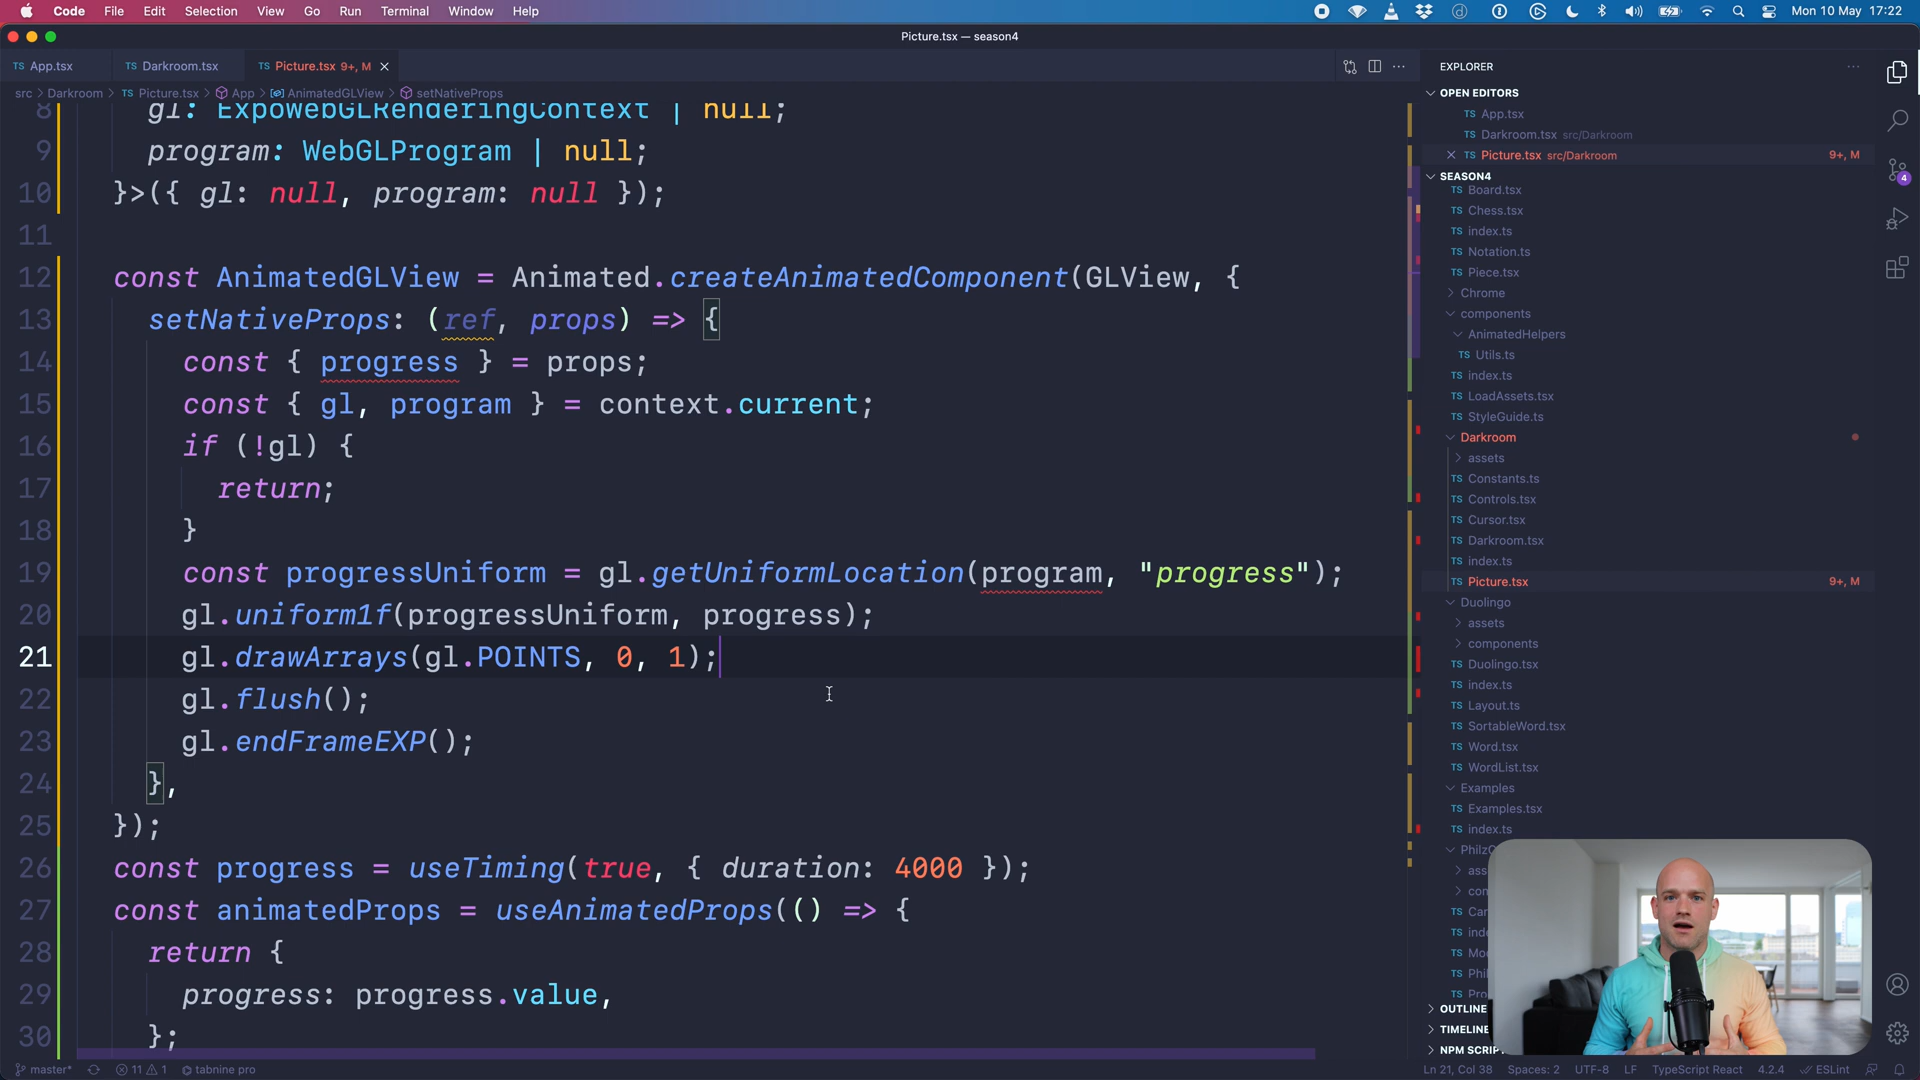 Code File Edit Selection View Go Run Terminal Window Help
Mon 10 May 17:22
Picture.tsx — season4
TS App.tsx TS Darkroom.tsx TS Picture.tsx 9+, M
src > Darkroom > TS Picture.tsx > App > AnimatedGLView > setNativeProps
8 gl: ExpoWebGLRenderingContext | null;
9 program: WebGLProgram | null;
10 }>({ gl: null, program: null });
11
12 const AnimatedGLView = Animated.createAnimatedComponent(GLView, {
13 setNativeProps: (ref, props) => {
14 const { progress } = props;
15 const { gl, program } = context.current;
16 if (!gl) {
17 return;
18 }
19 const progressUniform = gl.getUniformLocation(program, "progress");
20 gl.uniform1f(progressUniform, progress);
21 gl.drawArrays(gl.POINTS, 0, 1);
22 gl.flush();
23 gl.endFrameEXP();
24 },
25 });
26 const progress = useTiming(true, { duration: 4000 });
27 const animatedProps = useAnimatedProps(() => {
28 return {
29 progress: progress.value,
30 };
EXPLORER
OPEN EDITORS
TS App.tsx
TS Darkroom.tsx src/Darkroom
TS Picture.tsx src/Darkroom 9+, M
SEASON4
TS Board.tsx
TS Chess.tsx
TS index.ts
TS Notation.ts
TS Piece.tsx
Chrome
components
AnimatedHelpers
TS Utils.ts
TS index.ts
TS LoadAssets.tsx
TS StyleGuide.ts
Darkroom
assets
TS Constants.ts
TS Controls.tsx
TS Cursor.tsx
TS Darkroom.tsx
TS index.ts
TS Picture.tsx 9+, M
Duolingo
assets
components
TS Duolingo.tsx
TS index.ts
TS Layout.ts
TS SortableWord.tsx
TS Word.tsx
TS WordList.tsx
Examples
TS Examples.tsx
TS index.ts
OUTLINE
TIMELINE
4
master* 11 1 tabnine pro
Ln 21, Col 38 Spaces: 2 UTF-8 LF TypeScript React 4.2.4 ESLint